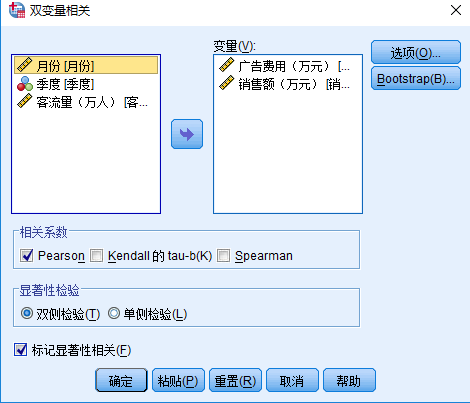 双变量相关
变量(V):
月份 [月份]
季度 [季度]
客流量（万人） [客...
广告费用（万元） [...
销售额（万元） [销...
选项(O)...
Bootstrap(B)...
相关系数
Pearson Kendall 的 tau-b(K) Spearman
显著性检验
双侧检验(T) 单侧检验(L)
标记显著性相关(F)
确定 粘贴(P) 重置(R) 取消 帮助